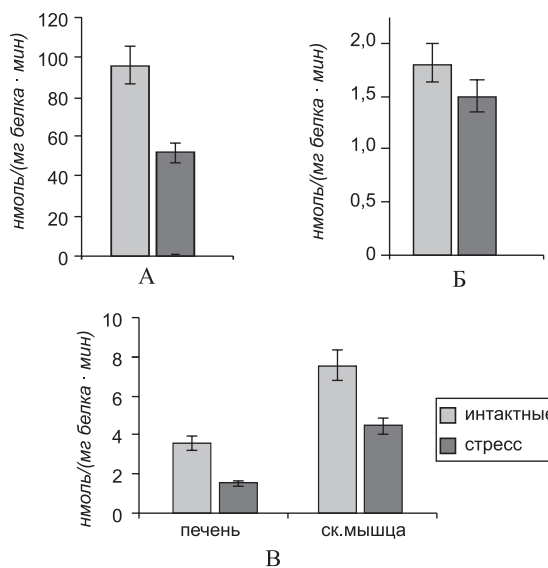 нмоль/(мг белка · мин)
120
100
80
60
40
20
0
А
нмоль/(мг белка · мин)
2,0
1,5
1,0
0,5
0
Б
нмоль/(мг белка · мин)
10
8
6
4
2
0
печень
ск.мышца
интактные
стресс
В